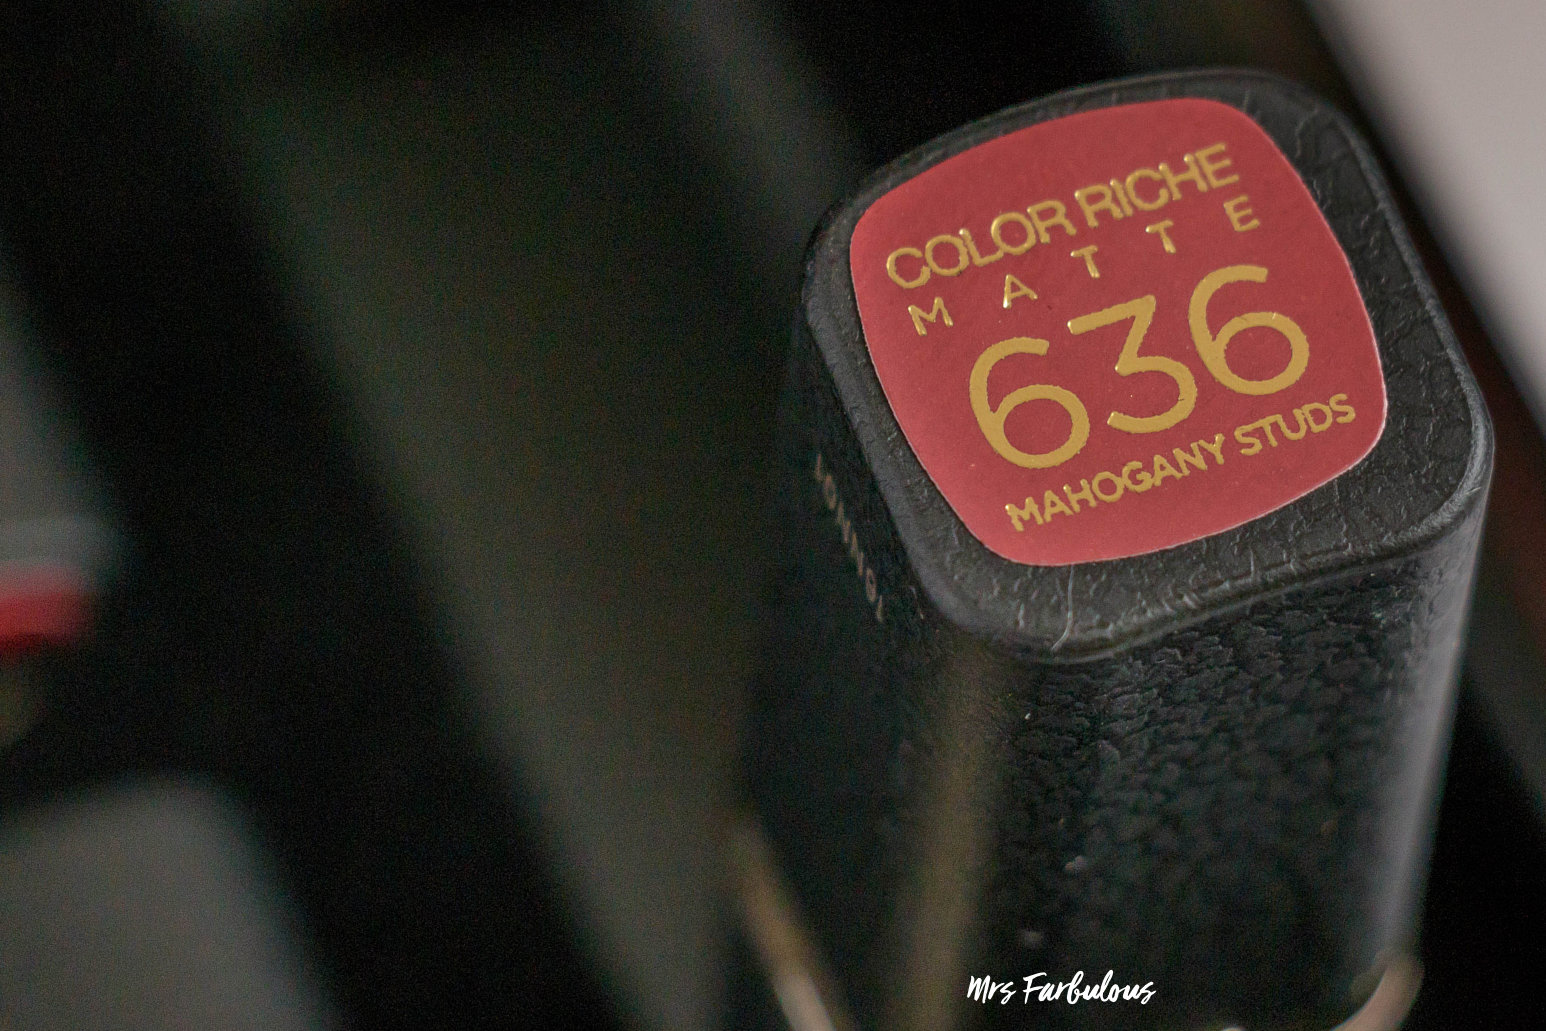 COLOR RICHE
MATTE
636
MAHOGANY STUDS
Mrs Farbulous